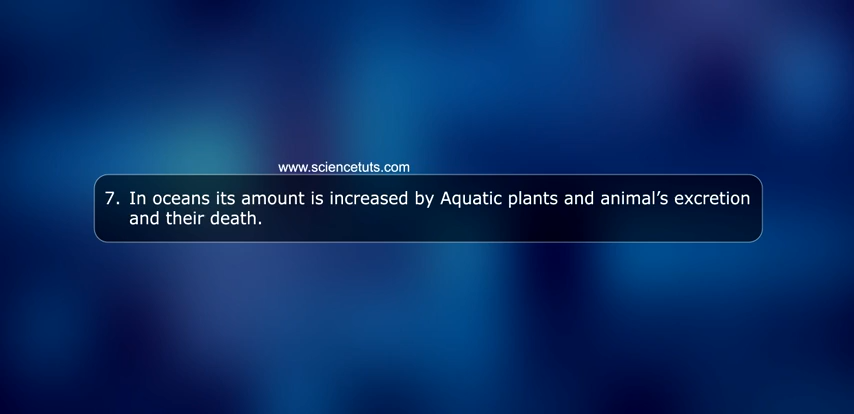 www.sciencetuts.com
7. In oceans its amount is increased by Aquatic plants and animal’s excretion
and their death.